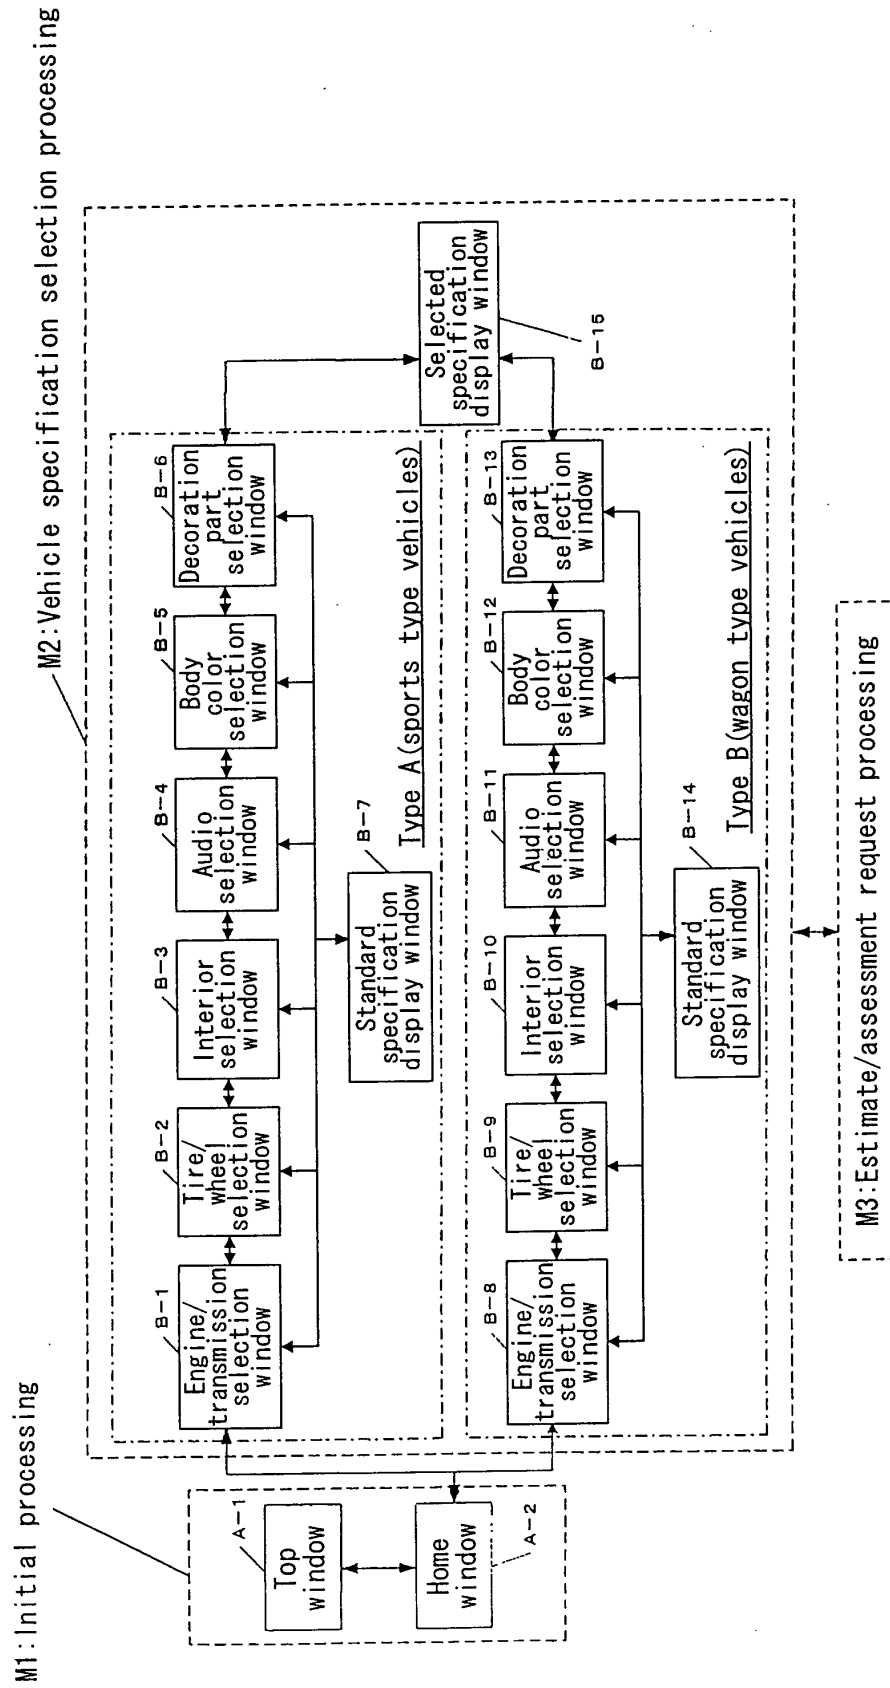 M1:Initial processing
A-1
Top
window
Home
window
A-2
M2:Vehicle specification selection processing
B-1
Engine/
transmission
selection
window
B-2
Tire/
wheel
selection
window
B-3
Interior
selection
window
B-4
Audio
selection
window
B-5
Body
color
selection
window
B-6
Decoration
part
selection
window
B-7
Standard
specification
display window
Type A(sports type vehicles)
B-8
Engine/
transmission
selection
window
B-9
Tire/
wheel
selection
window
B-10
Interior
selection
window
B-11
Audio
selection
window
B-12
Body
color
selection
window
B-13
Decoration
part
selection
window
B-14
Standard
specification
display window
Type B(wagon type vehicles)
Selected
specification
display window
B-15
M3:Estimate/assessment request processing